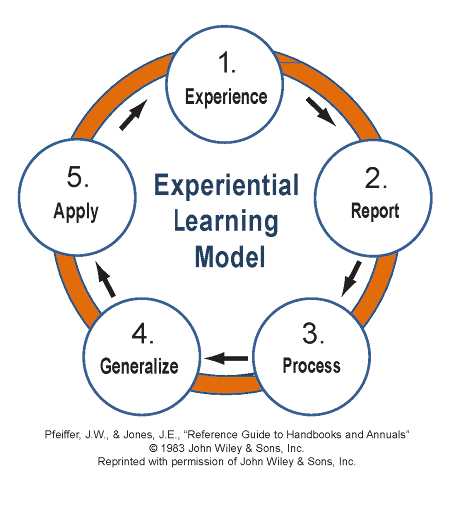 1.
Experience
2.
Report
3.
Process
4.
Generalize
5.
Apply
Experiential
Learning
Model
Pfeiffer, J.W., & Jones, J.E., “Reference Guide to Handbooks and Annuals”
© 1983 John Wiley & Sons, Inc.
Reprinted with permission of John Wiley & Sons, Inc.